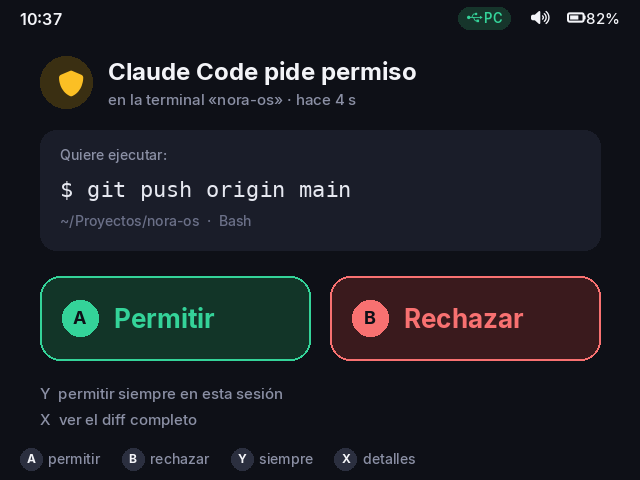 10:37 PC 82%
Claude Code pide permiso
en la terminal «nora-os» · hace 4 s
Quiere ejecutar:
$ git push origin main
~/Proyectos/nora-os · Bash
A Permitir B Rechazar
Y permitir siempre en esta sesión
X ver el diff completo
A permitir B rechazar Y siempre X detalles